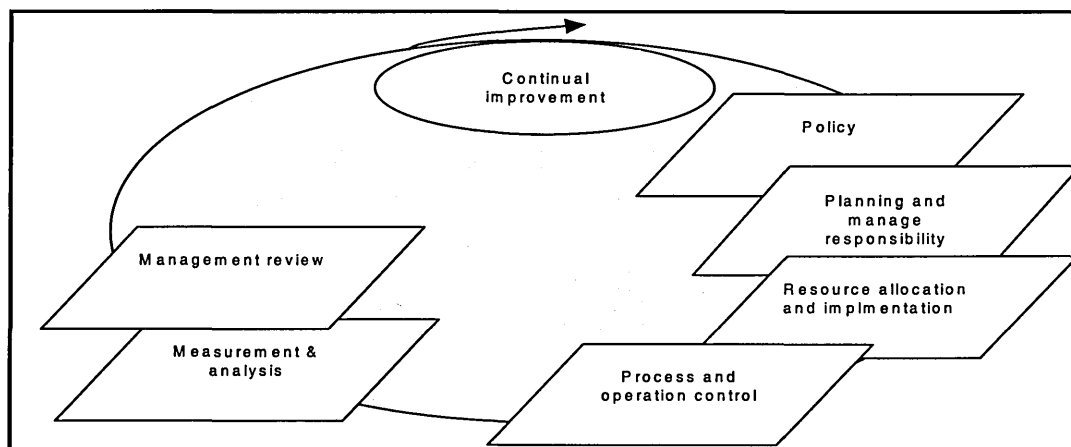 Continual
improvement
Policy
Planning and
manage
responsibility
Resource allocation
and implmentation
Process and
operation control
Measurement &
analysis
Management review